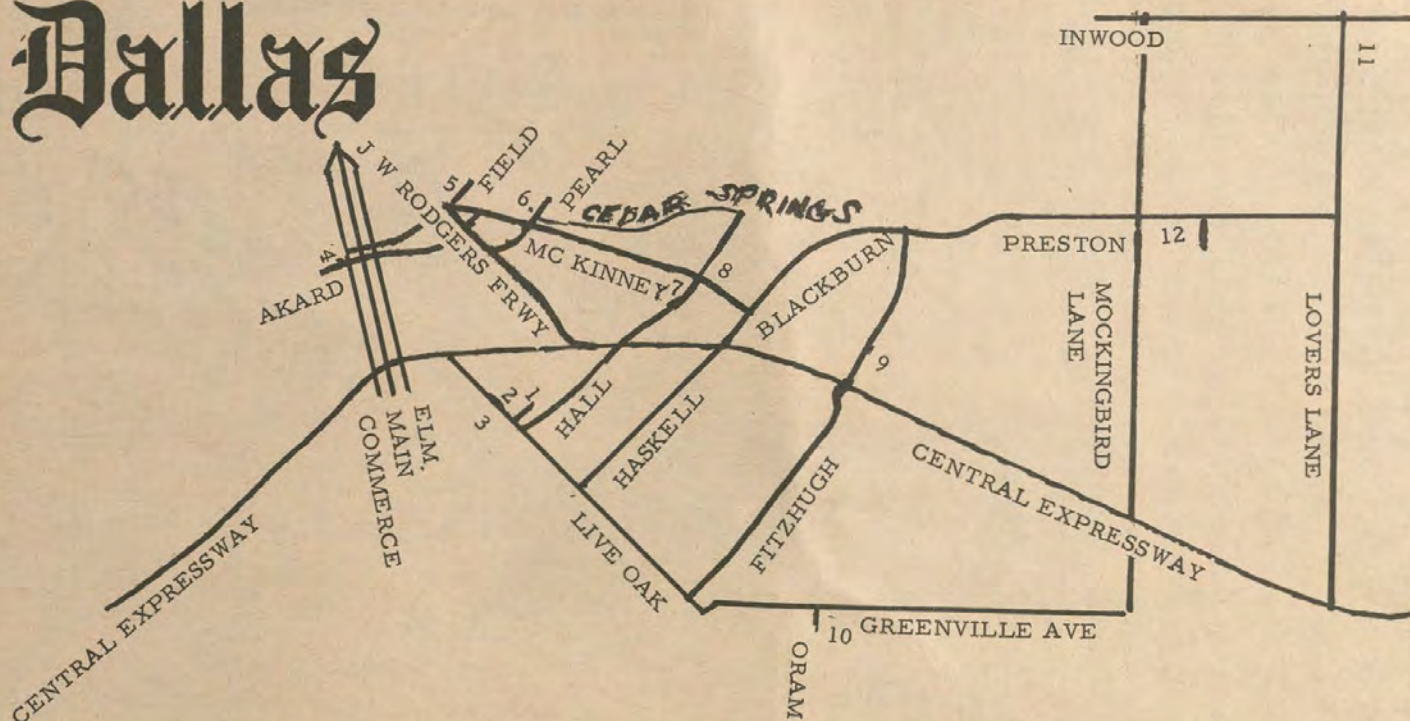 Dallas
INWOOD
11
J W RODGERS FRWY
5
FIELD
6.
PEARL
CEDAR SPRINGS
4
AKARD
MC KINNEY
7
8
BLACKBURN
PRESTON
12
MOCKINGBIRD
LANE
LOVERS LANE
9
1
2
3
HALL
HASKELL
ELM.
MAIN
COMMERCE
FITZHUGH
CENTRAL EXPRESSWAY
LIVE OAK
CENTRAL EXPRESSWAY
10
GREENVILLE AVE
ORAM